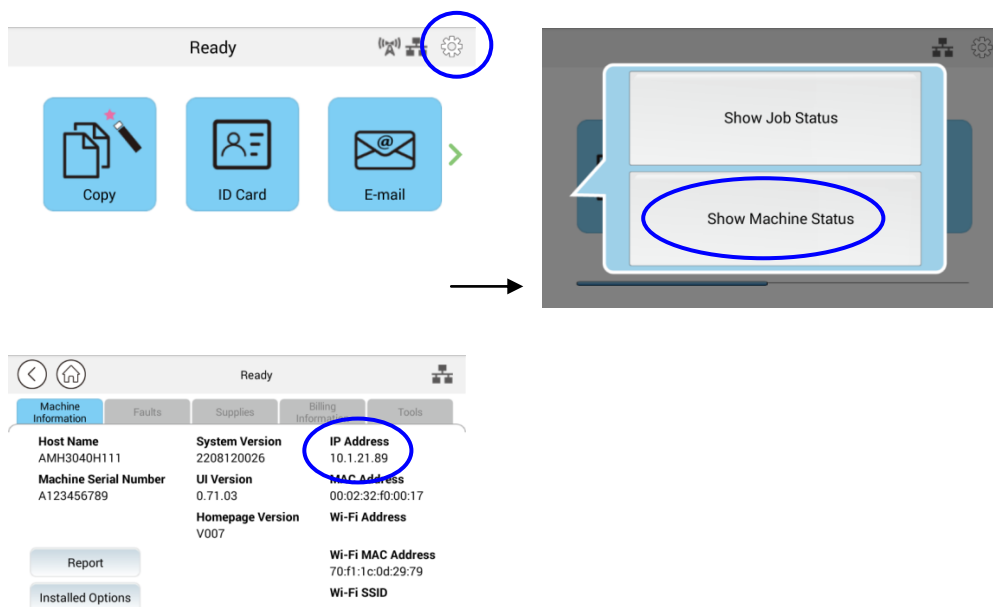 Ready
Copy
ID Card
@
E-mail
Show Job Status
Show Machine Status
Ready
Machine
Information
Faults
Supplies
Billing
Information
Tools
Host Name
AMH3040H111
Machine Serial Number
A123456789
System Version
2208120026
UI Version
0.71.03
Homepage Version
V007
IP Address
10.1.21.89
MAC Address
00:02:32:f0:00:17
Wi-Fi Address
Wi-Fi MAC Address
70:f1:1c:0d:29:79
Wi-Fi SSID
Report
Installed Options